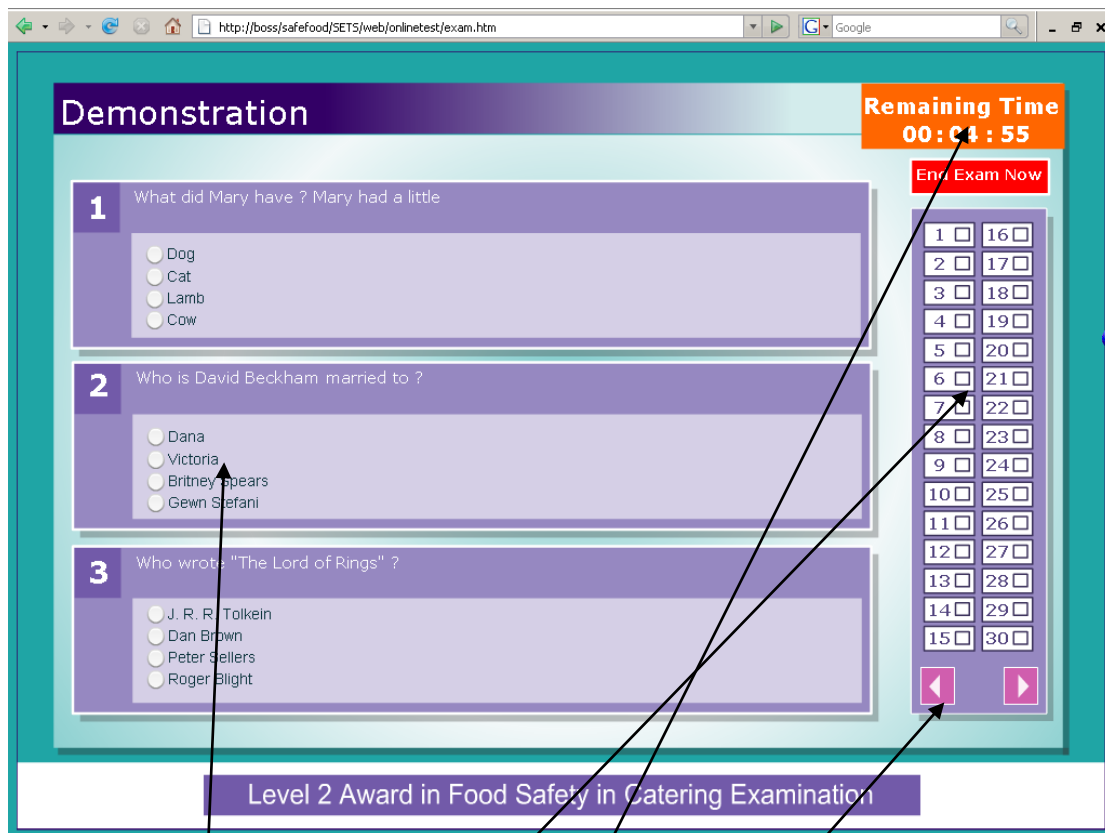 http://boss/safefood/SETS/web/onlinetest/exam.htm
Google
Demonstration
Remaining Time
00:04:55
End Exam Now
1
What did Mary have ? Mary had a little
Dog
Cat
Lamb
Cow
2
Who is David Beckham married to ?
Dana
Victoria
Britney Spears
Gewn Stefani
3
Who wrote "The Lord of Rings" ?
J. R. R. Tolkein
Dan Brown
Peter Sellers
Roger Blight
1 16
2 17
3 18
4 19
5 20
6 21
7 22
8 23
9 24
10 25
11 26
12 27
13 28
14 29
15 30
Level 2 Award in Food Safety in Catering Examination